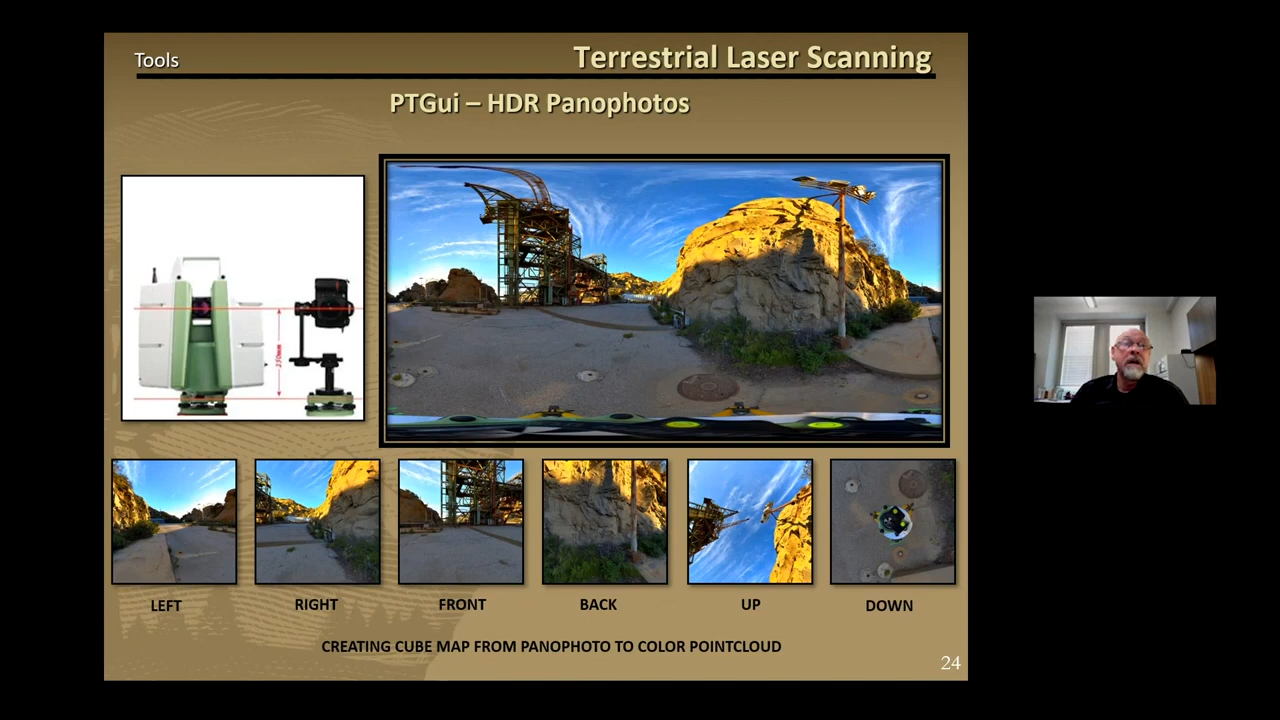 Tools
Terrestrial Laser Scanning
PTGui – HDR Panophotos
LEFT
RIGHT
FRONT
BACK
UP
DOWN
CREATING CUBE MAP FROM PANOPHOTO TO COLOR POINTCLOUD
24